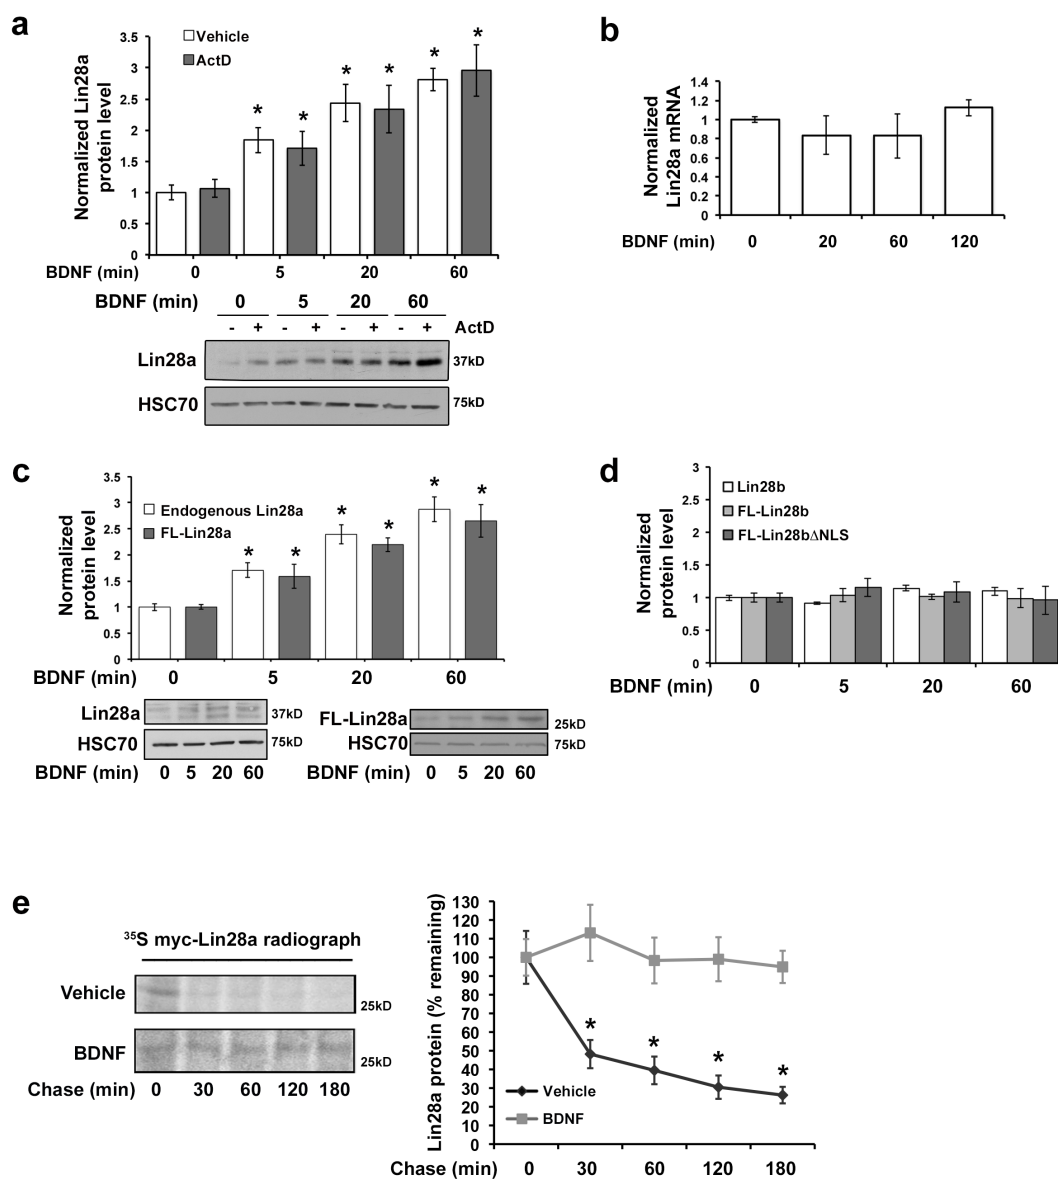 a
Normalized Lin28a
protein level
3.5
3
2.5
2
1.5
1
0.5
0
Vehicle
ActD
* * * * * *
BDNF (min) 0 5 20 60
BDNF (min) 0 5 20 60
- + - + - + - + ActD
Lin28a 37kD
HSC70 75kD
b
Normalized
Lin28a mRNA
1.4
1.2
1
0.8
0.6
0.4
0.2
0
BDNF (min) 0 20 60 120
c
Normalized
protein level
3.5
3
2.5
2
1.5
1
0.5
0
Endogenous Lin28a
FL-Lin28a
* * * * * *
BDNF (min) 0 5 20 60
Lin28a 37kD
HSC70 75kD
BDNF (min) 0 5 20 60
FL-Lin28a 25kD
HSC70 75kD
BDNF (min) 0 5 20 60
d
Normalized
protein level
3
2.5
2
1.5
1
0.5
0
Lin28b
FL-Lin28b
FL-Lin28bΔNLS
BDNF (min) 0 5 20 60
e
35S myc-Lin28a radiograph
Vehicle 25kD
BDNF 25kD
Chase (min) 0 30 60 120 180
Lin28a protein (% remaining)
130
120
110
100
90
80
70
60
50
40
30
20
10
0
* * * *
Vehicle
BDNF
Chase (min) 0 30 60 120 180